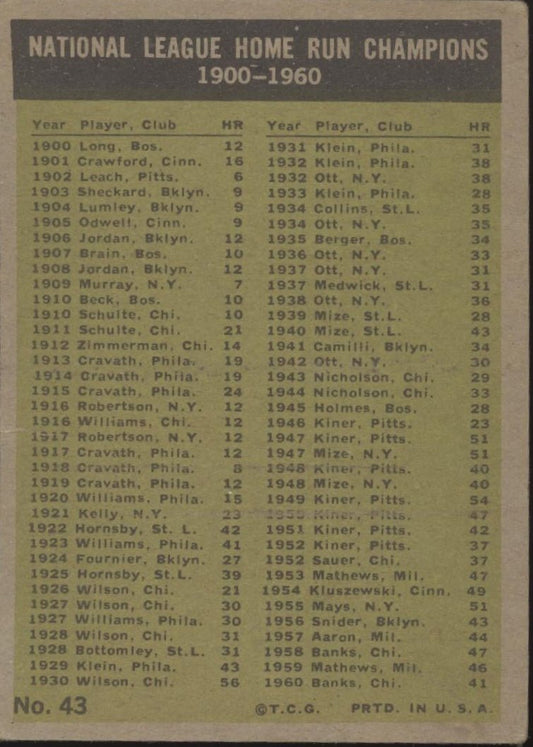 NATIONAL LEAGUE HOME RUN CHAMPIONS
1900-1960
Year Player, Club HR
1900 Long, Bos. 12
1901 Crawford, Cinn. 16
1902 Leach, Pitts. 6
1903 Sheckard, Bklyn. 9
1904 Lumley, Bklyn. 9
1905 Odwell, Cinn. 9
1906 Jordan, Bklyn. 12
1907 Brain, Bos. 10
1908 Jordan, Bklyn. 12
1909 Murray, N.Y. 7
1910 Beck, Bos. 10
1910 Schulte, Chi. 10
1911 Schulte, Chi. 21
1912 Zimmerman, Chi. 14
1913 Cravath, Phila. 19
1914 Cravath, Phila. 19
1915 Cravath, Phila. 24
1916 Robertson, N.Y. 12
1916 Williams, Chi. 12
1917 Robertson, N.Y. 12
1917 Cravath, Phila. 12
1918 Cravath, Phila. 8
1919 Cravath, Phila. 12
1920 Williams, Phila. 15
1921 Kelly, N.Y. 23
1922 Hornsby, St. L. 42
1923 Williams, Phila. 41
1924 Fournier, Bklyn. 27
1925 Hornsby, St.L. 39
1926 Wilson, Chi. 21
1927 Wilson, Chi. 30
1927 Williams, Phila. 30
1928 Wilson, Chi. 31
1928 Bottomley, St.L. 31
1929 Klein, Phila. 43
1930 Wilson, Chi. 56
Year Player, Club HR
1931 Klein, Phila. 31
1932 Klein, Phila. 38
1932 Ott, N.Y. 38
1933 Klein, Phila. 28
1934 Collins, St.L. 35
1934 Ott, N.Y. 35
1935 Berger, Bos. 34
1936 Ott, N.Y. 33
1937 Ott, N.Y. 31
1937 Medwick, St.L. 31
1938 Ott, N.Y. 36
1939 Mize, St.L. 28
1940 Mize, St.L. 43
1941 Camilli, Bklyn. 34
1942 Ott, N.Y. 30
1943 Nicholson, Chi. 29
1944 Nicholson, Chi. 33
1945 Holmes, Bos. 28
1946 Kiner, Pitts. 23
1947 Kiner, Pitts. 51
1947 Mize, N.Y. 51
1948 Kiner, Pitts. 40
1948 Mize, N.Y. 40
1949 Kiner, Pitts. 54
1950 Kiner, Pitts. 47
1951 Kiner, Pitts. 42
1952 Kiner, Pitts. 37
1952 Sauer, Chi. 37
1953 Mathews, Mil. 47
1954 Kluszewski, Cinn. 49
1955 Mays, N.Y. 51
1956 Snider, Bklyn. 43
1957 Aaron, Mil. 44
1958 Banks, Chi. 47
1959 Mathews, Mil. 46
1960 Banks, Chi. 41
No. 43
©T.C.G. PRTD. IN U.S.A.